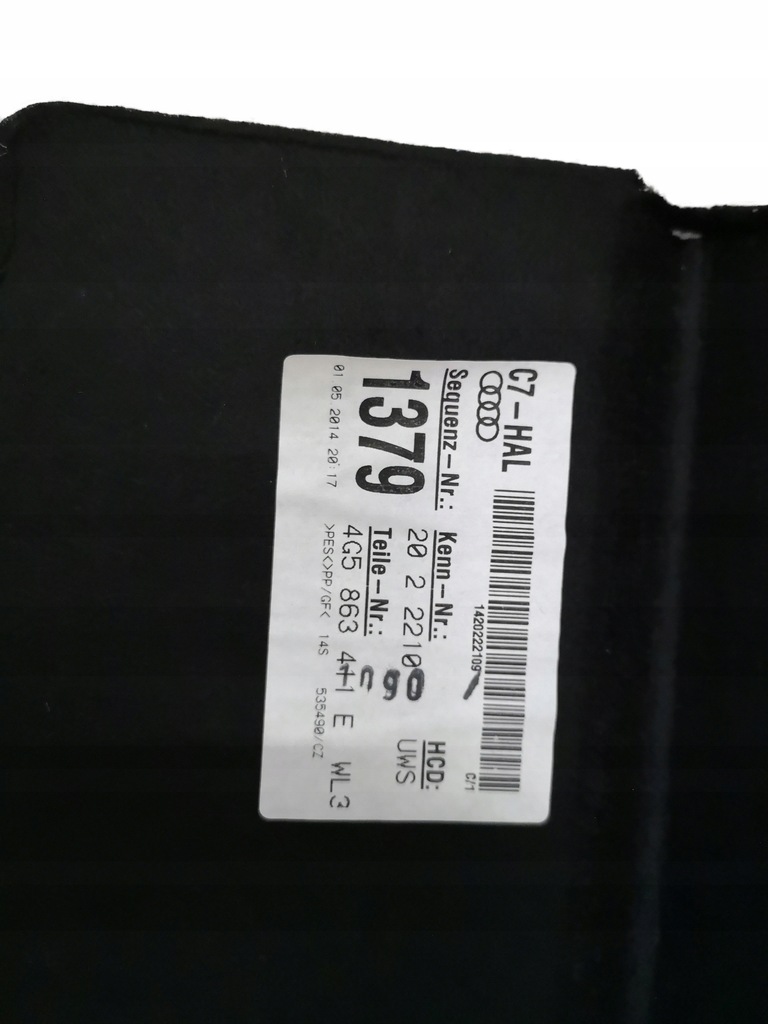 C7-HAL
1420222109
C/1
Sequenz-Nr.: Kenn-Nr.: HCD:
1379 20 2 2210 UWS
Teile-Nr.:
4G5 863 411 E WL3
01.05.2014 20:17 >PES<>PP/GF< 14S 535490/CZ